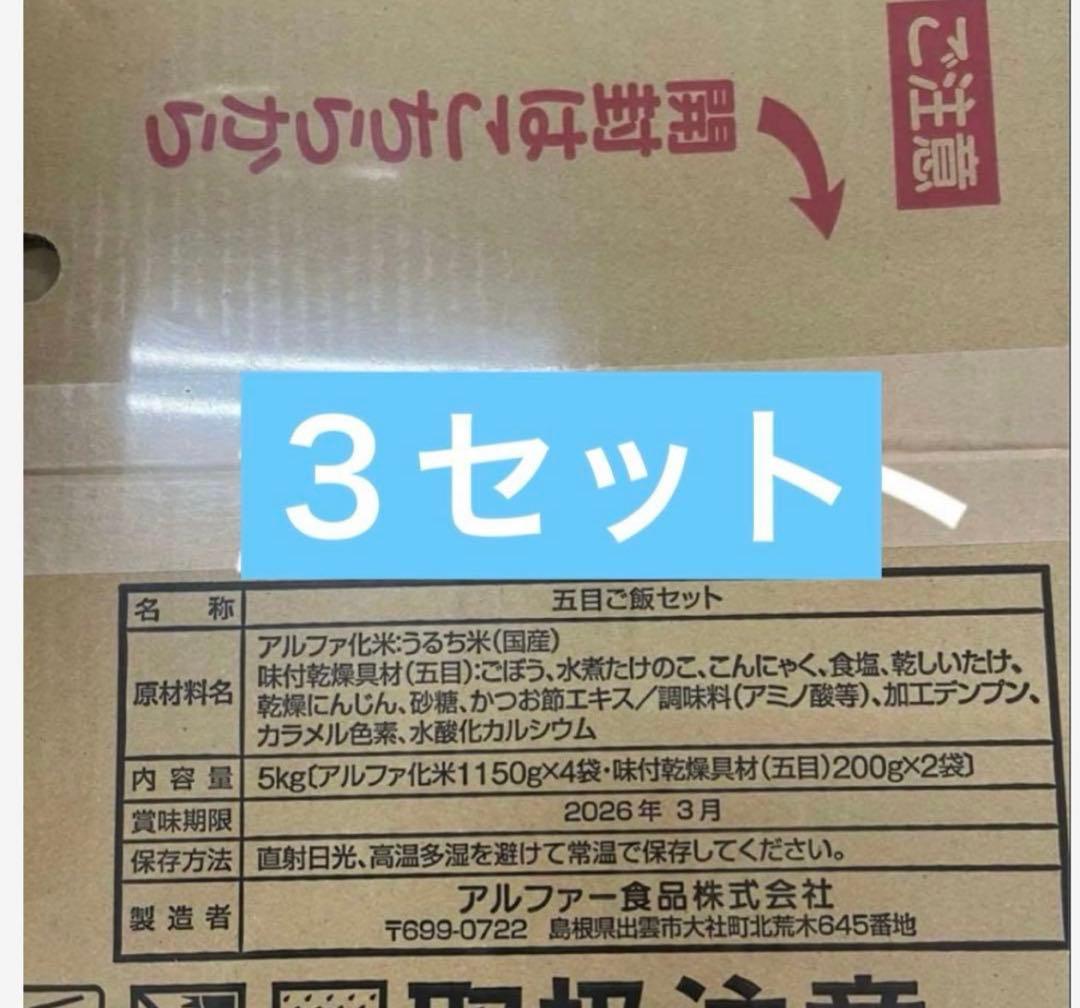 ご注意
開封はこちらから
3セット
名称 五目ご飯セット
原材料名 アルファ化米:うるち米(国産)
味付乾燥具材(五目):ごぼう、水煮たけのこ、こんにゃく、食塩、乾しいたけ、
乾燥にんじん、砂糖、かつお節エキス/調味料(アミノ酸等)、加工デンプン、
カラメル色素、水酸化カルシウム
内容量 5kg〔アルファ化米1150g×4袋・味付乾燥具材(五目)200g×2袋〕
賞味期限 2026年 3月
保存方法 直射日光、高温多湿を避けて常温で保存してください。
製造者 アルファー食品株式会社
〒699-0722 島根県出雲市大社町北荒木645番地
取扱注意